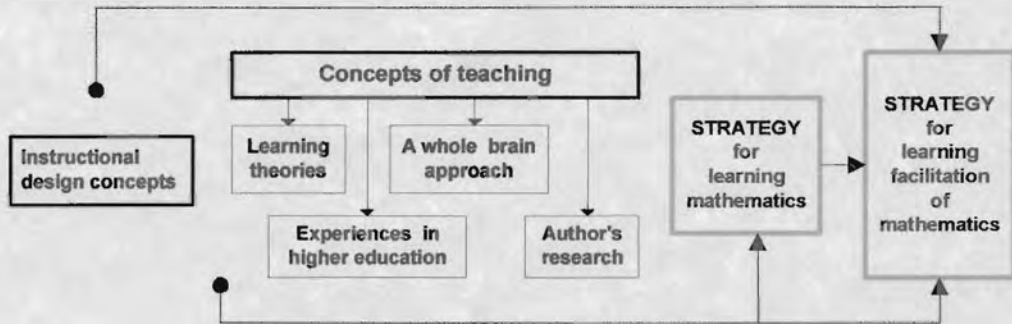 Concepts of teaching
Instructional
design concepts
Learning
theories
A whole brain
approach
Experiences in
higher education
Author's
research
STRATEGY
for
learning
mathematics
STRATEGY
for
learning
facilitation
of
mathematics